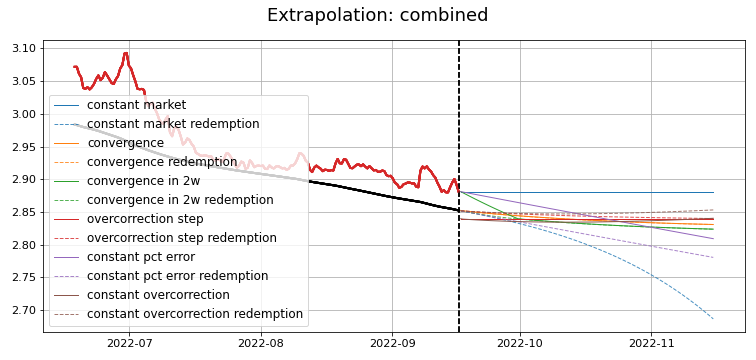 Extrapolation: combined
3.10
3.05
3.00
2.95
2.90
2.85
2.80
2.75
2.70
constant market
constant market redemption
convergence
convergence redemption
convergence in 2w
convergence in 2w redemption
overcorrection step
overcorrection step redemption
constant pct error
constant pct error redemption
constant overcorrection
constant overcorrection redemption
2022-07
2022-08
2022-09
2022-10
2022-11